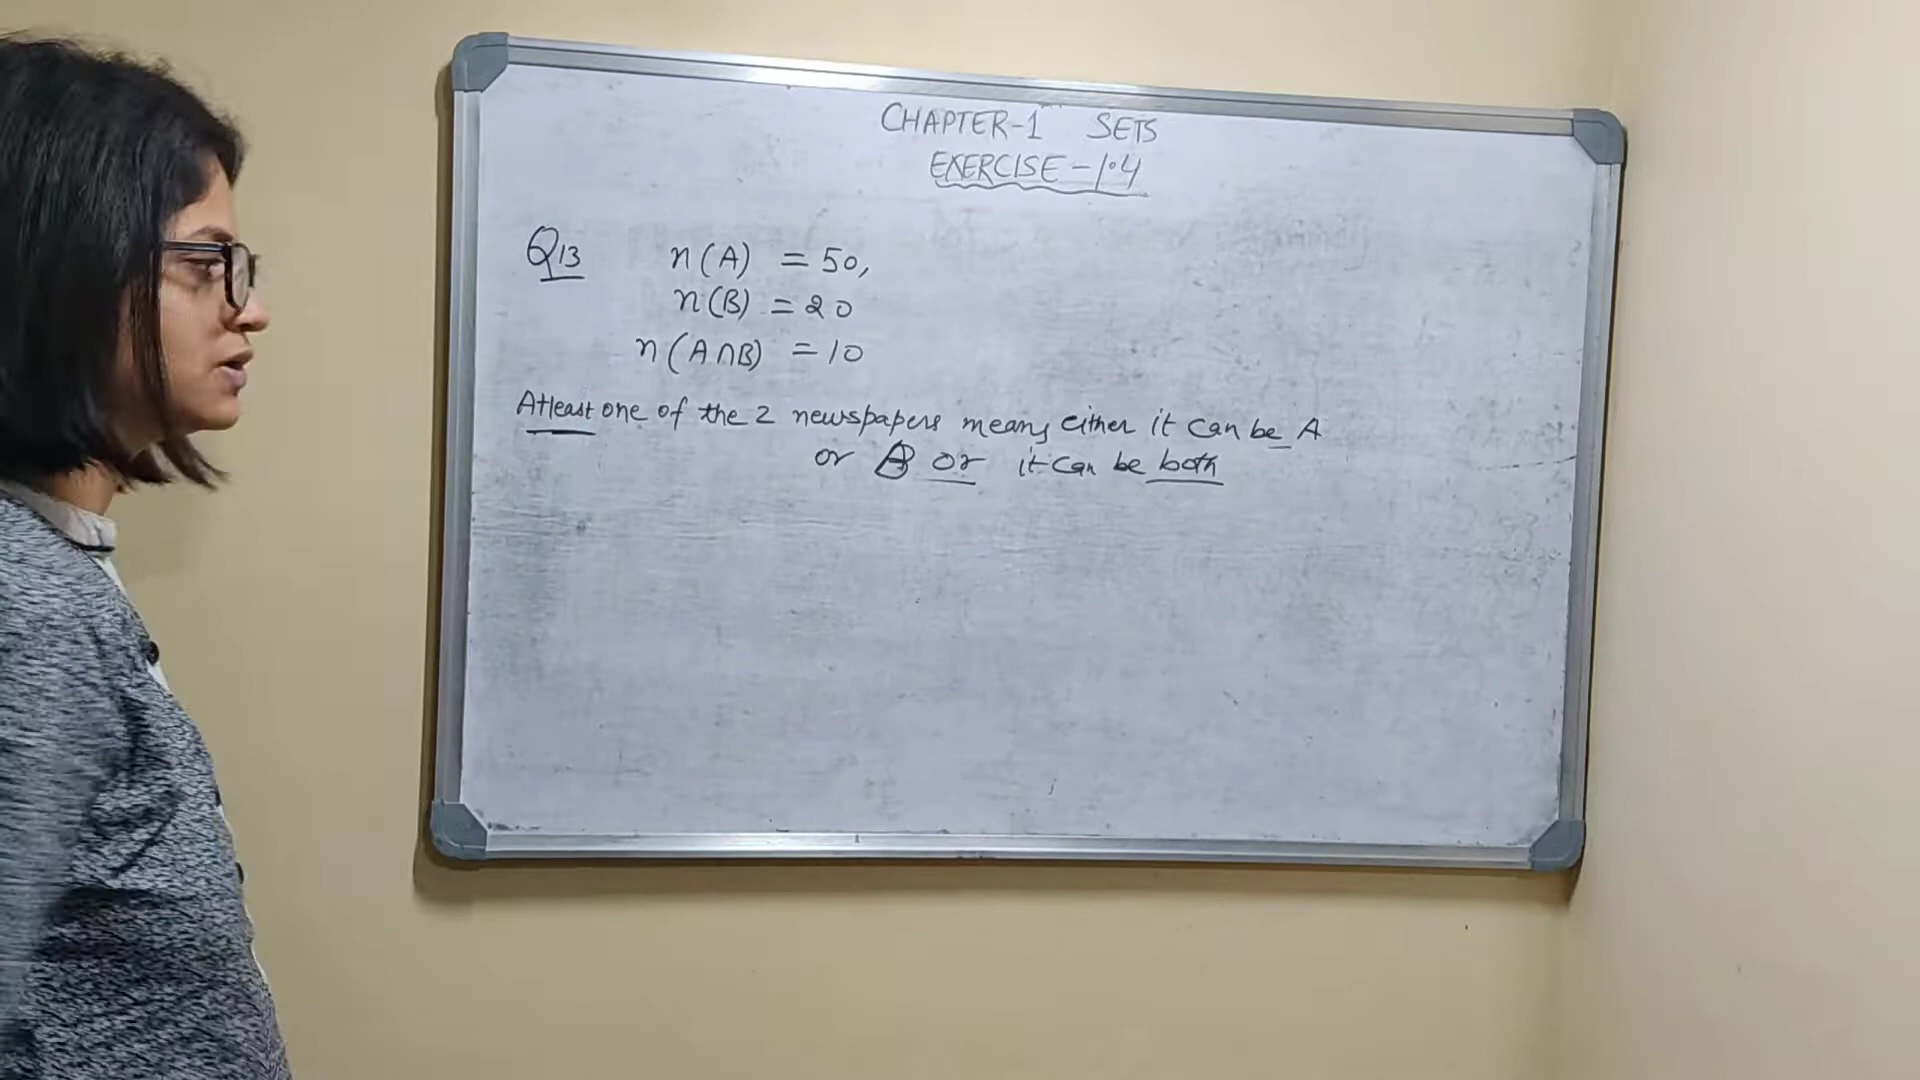 CHAPTER-1 SETS
EXERCISE-1.4
Q13 n(A) = 50,
n(B) = 20
n(A∩B) = 10
Atleast one of the 2 newspapers means either it can be A
or B or it can be both